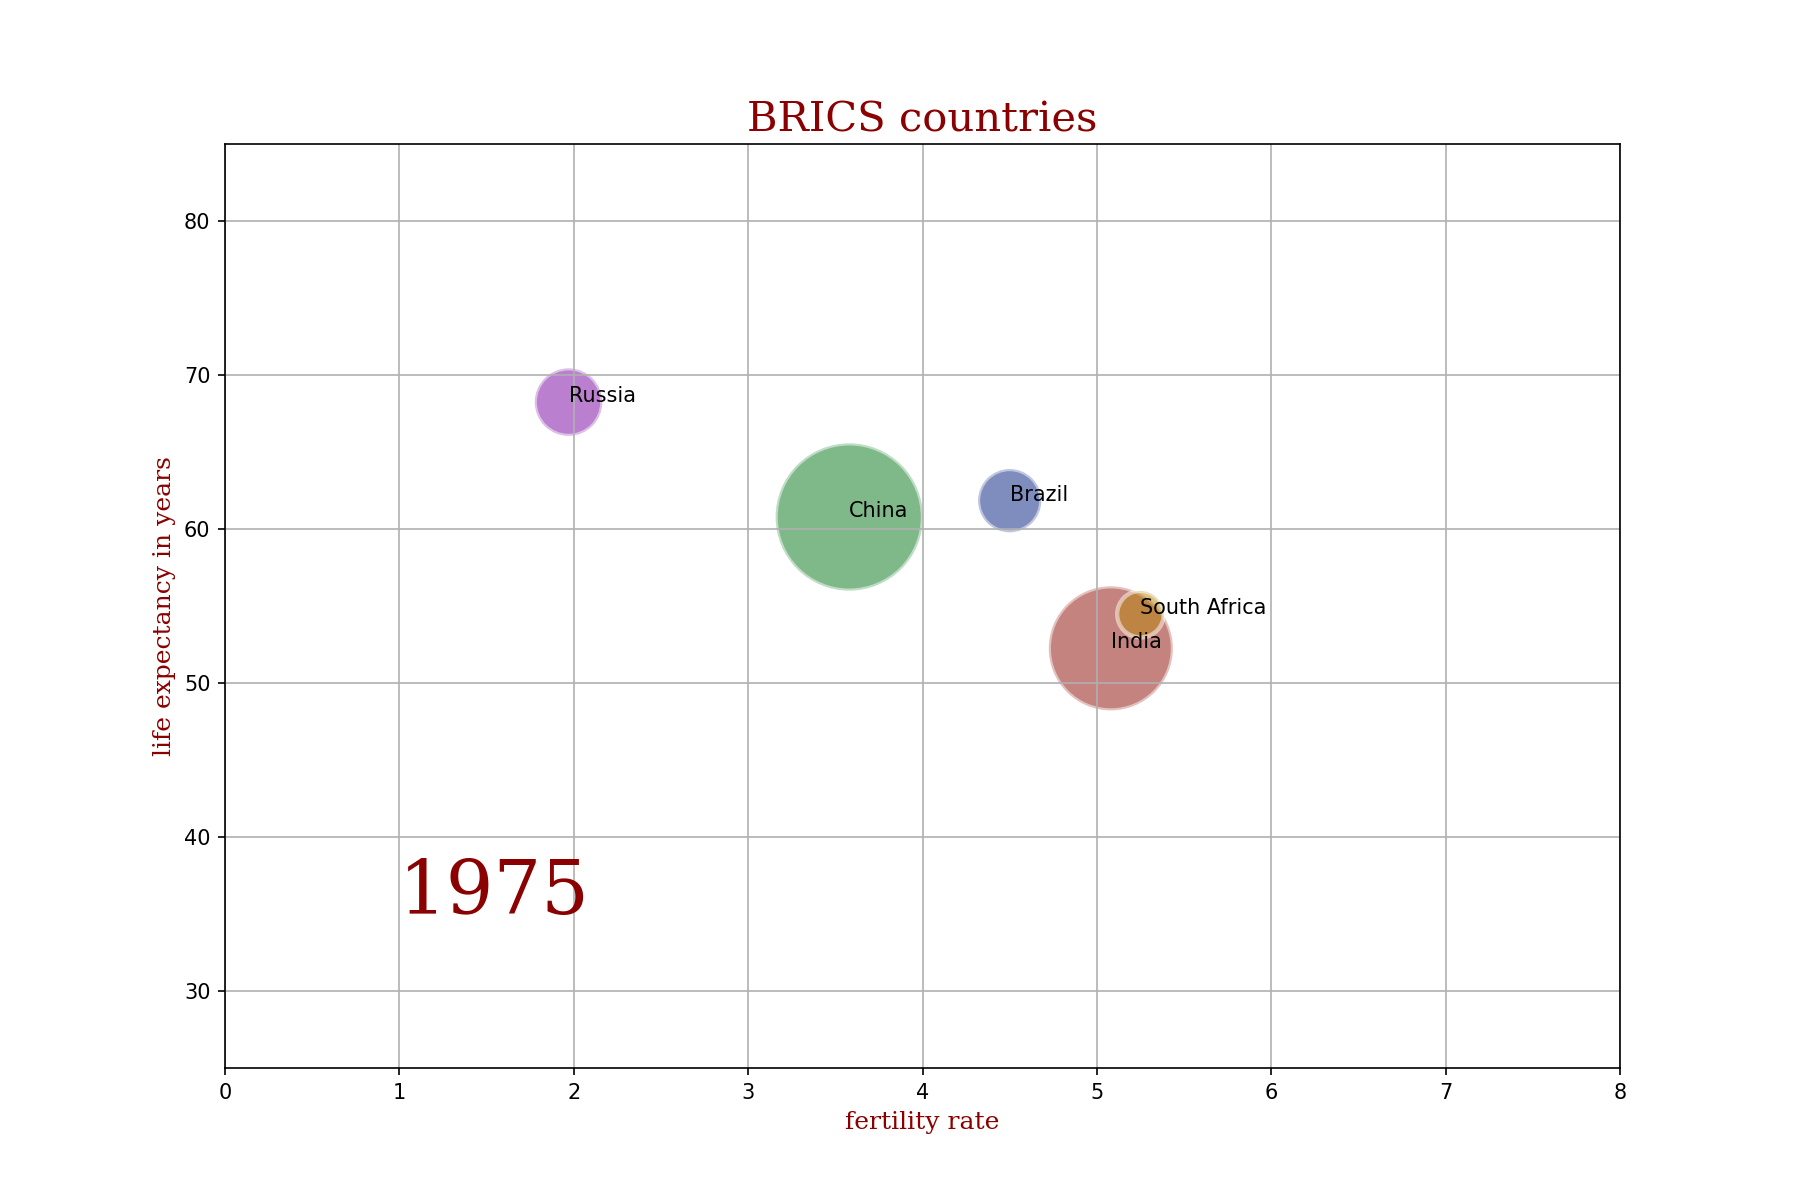 BRICS countries
life expectancy in years
80
70
60
50
40
30
Russia
China
Brazil
South Africa
India
1975
0 1 2 3 4 5 6 7 8
fertility rate